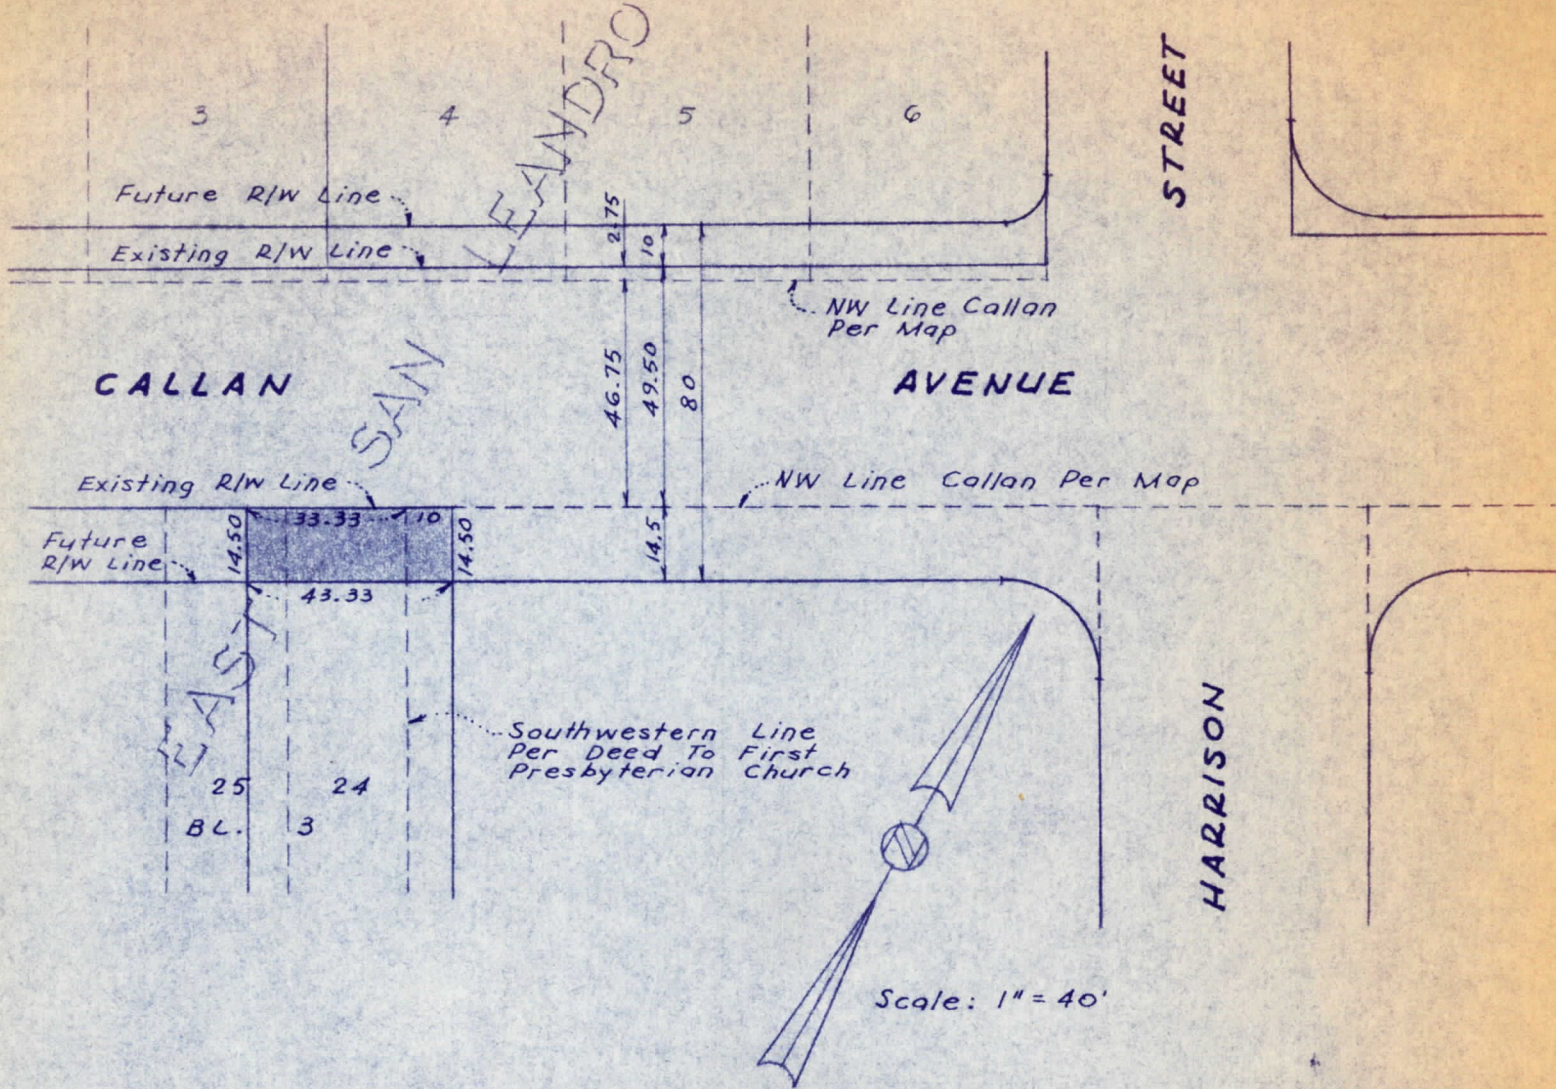 3 4 5 6
STREET
Future R/W Line
Existing R/W Line
2.75
10
NW Line Callan
Per Map
CALLAN
AVENUE
46.75
49.50
80
EAST SAN LEANDRO
Existing R/W Line
NW Line Callan Per Map
33.33 10
14.50
14.50
14.5
Future
R/W Line
43.33
Southwestern Line
Per Deed To First
Presbyterian Church
25 24
BL. 3
HARRISON
Scale: 1" = 40'